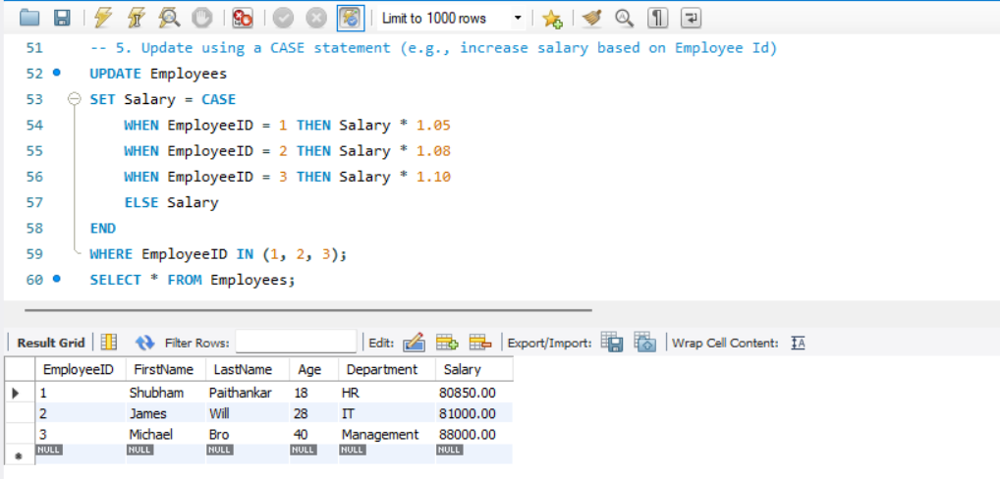 Limit to 1000 rows
51 -- 5. Update using a CASE statement (e.g., increase salary based on Employee Id)
52 UPDATE Employees
53 SET Salary = CASE
54 WHEN EmployeeID = 1 THEN Salary * 1.05
55 WHEN EmployeeID = 2 THEN Salary * 1.08
56 WHEN EmployeeID = 3 THEN Salary * 1.10
57 ELSE Salary
58 END
59 WHERE EmployeeID IN (1, 2, 3);
60 SELECT * FROM Employees;
Result Grid Filter Rows: Edit: Export/Import: Wrap Cell Content: IA
EmployeeID FirstName LastName Age Department Salary
1 Shubham Paithankar 18 HR 80850.00
2 James Will 28 IT 81000.00
3 Michael Bro 40 Management 88000.00
NULL NULL NULL NULL NULL NULL